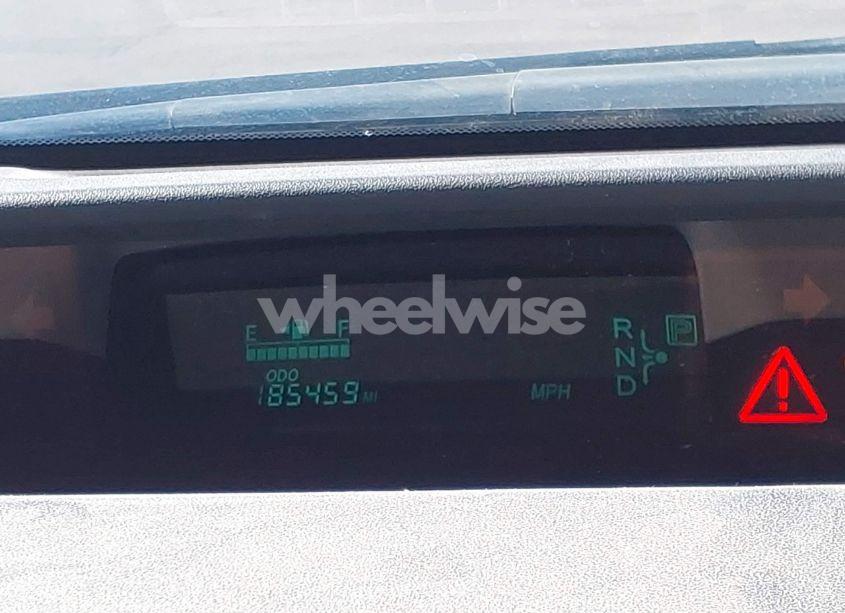 wheelwise
E F
ODO
185459 MI
MPH
R
N
D
P